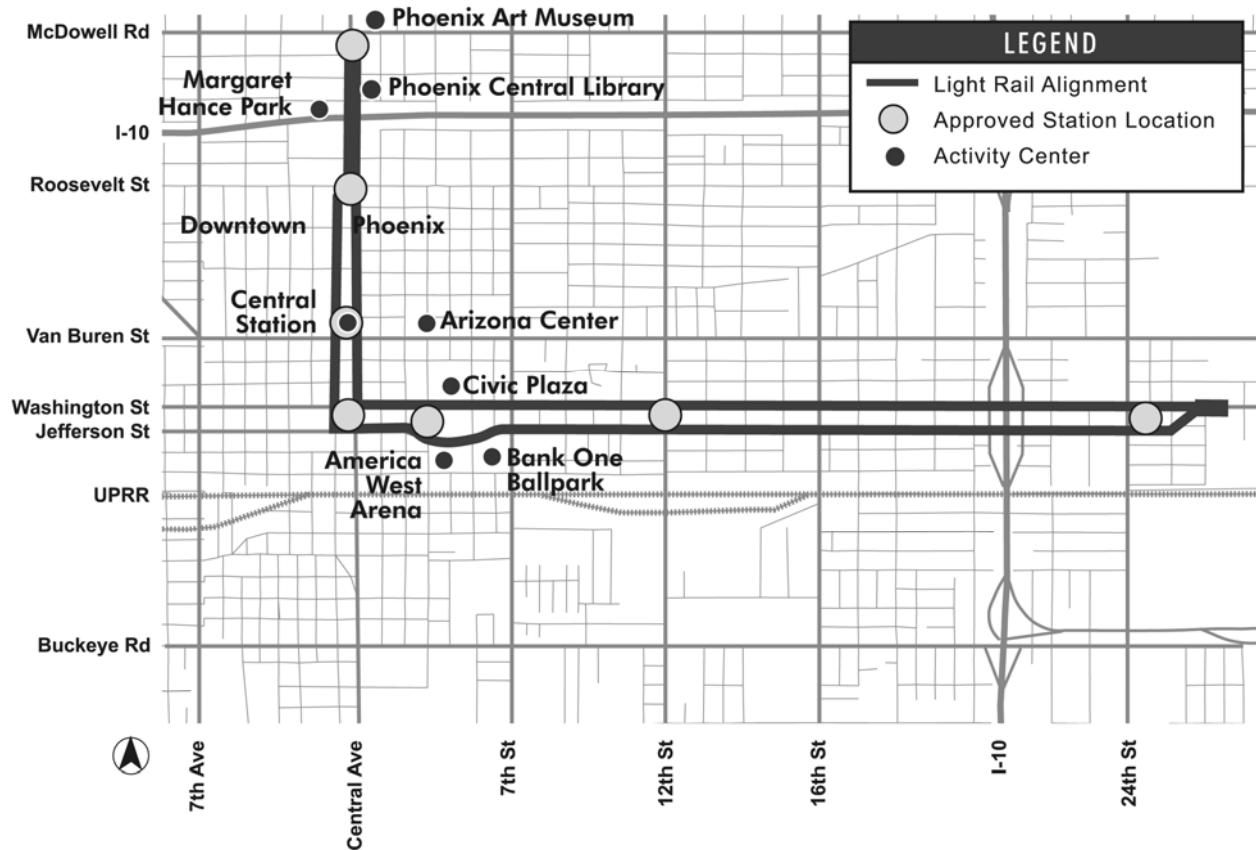 Phoenix Art Museum
McDowell Rd
LEGEND
Light Rail Alignment
Approved Station Location
Activity Center
Margaret
Hance Park
Phoenix Central Library
I-10
Roosevelt St
Downtown Phoenix
Central
Station
Arizona Center
Van Buren St
Civic Plaza
Washington St
Jefferson St
America
West
Arena
Bank One
Ballpark
UPRR
Buckeye Rd
7th Ave
Central Ave
7th St
12th St
16th St
I-10
24th St